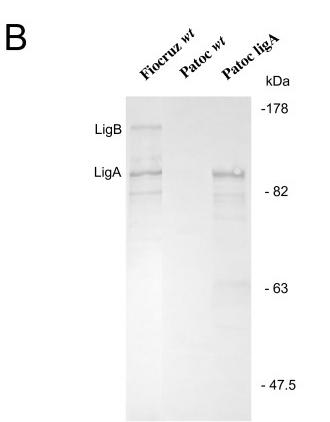 B
Fiocruz wt
Patoc wt
Patoc ligA
kDa
-178
LigB
LigA
- 82
- 63
- 47.5